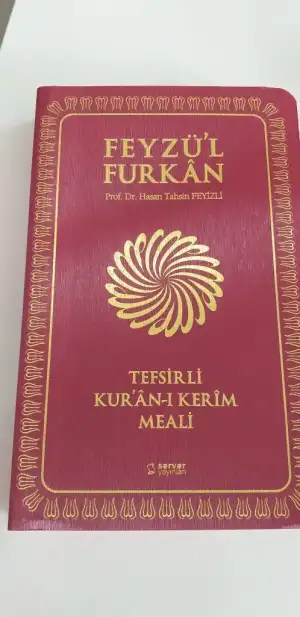 FEYZÜ'L
FURKÂN
Prof. Dr. Hasan Tahsin FEYİZLİ
TEFSİRLİ
KUR'ÂN-I KERÎM
MEALİ
server
yayınları